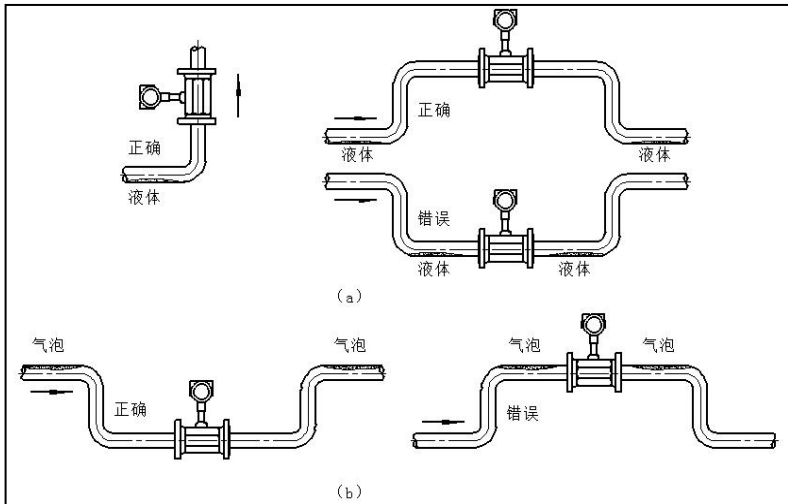 正确
液体
正确
液体 液体
错误
液体 液体
(a)
气泡 气泡
正确
气泡 气泡
错误
(b)